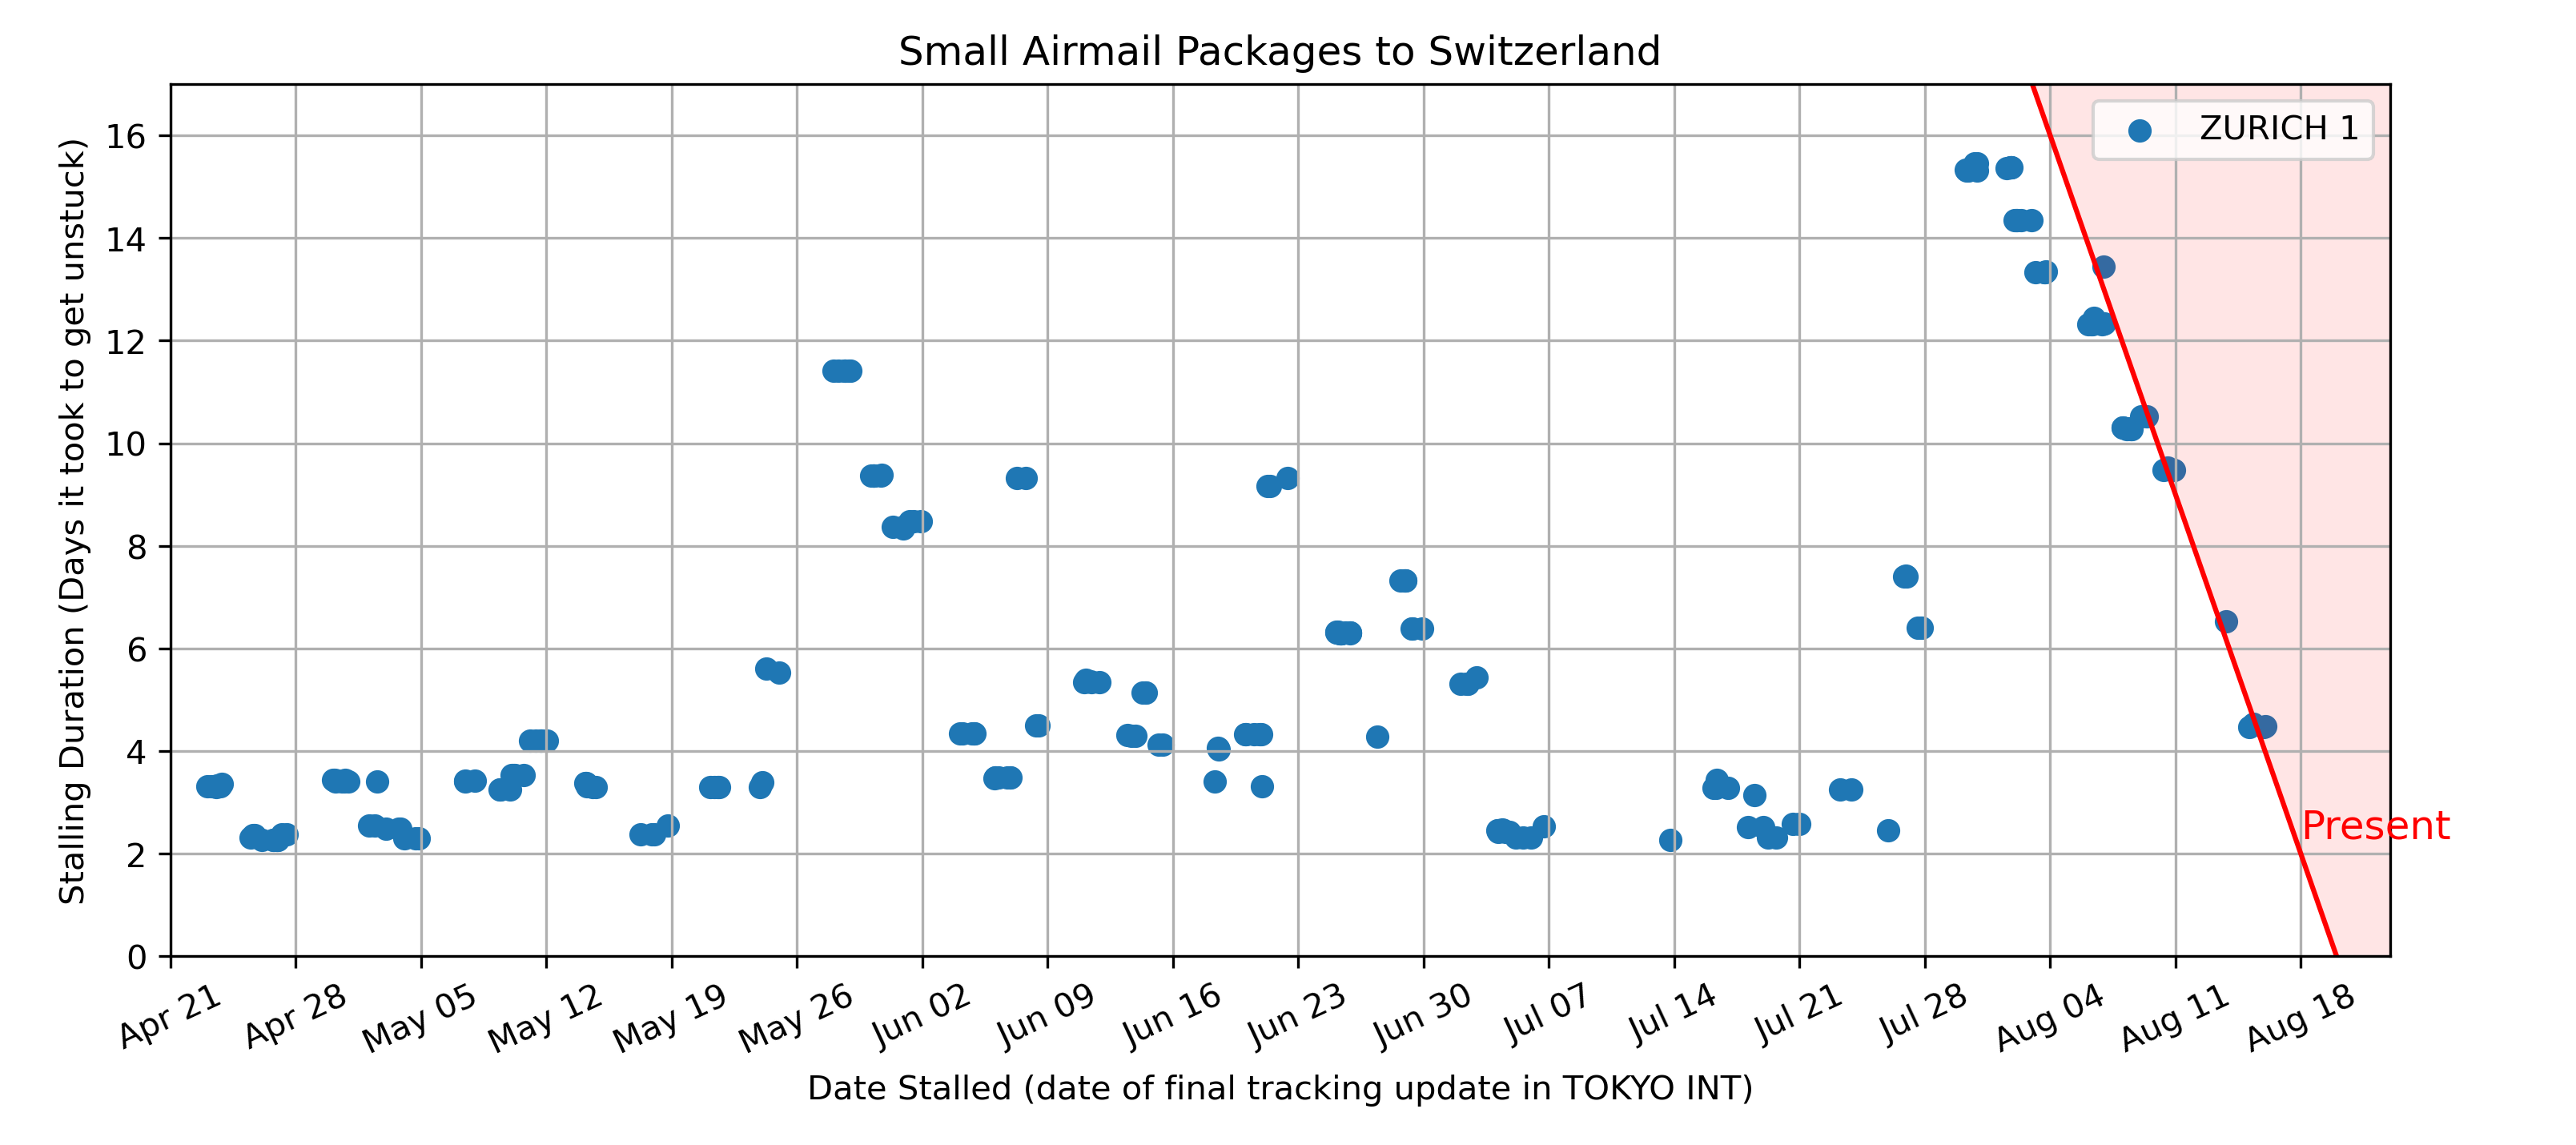 Small Airmail Packages to Switzerland
ZURICH 1
Stalling Duration (Days it took to get unstuck)
16
14
12
10
8
6
4
2
0
Present
Apr 21
Apr 28
May 05
May 12
May 19
May 26
Jun 02
Jun 09
Jun 16
Jun 23
Jun 30
Jul 07
Jul 14
Jul 21
Jul 28
Aug 04
Aug 11
Aug 18
Date Stalled (date of final tracking update in TOKYO INT)